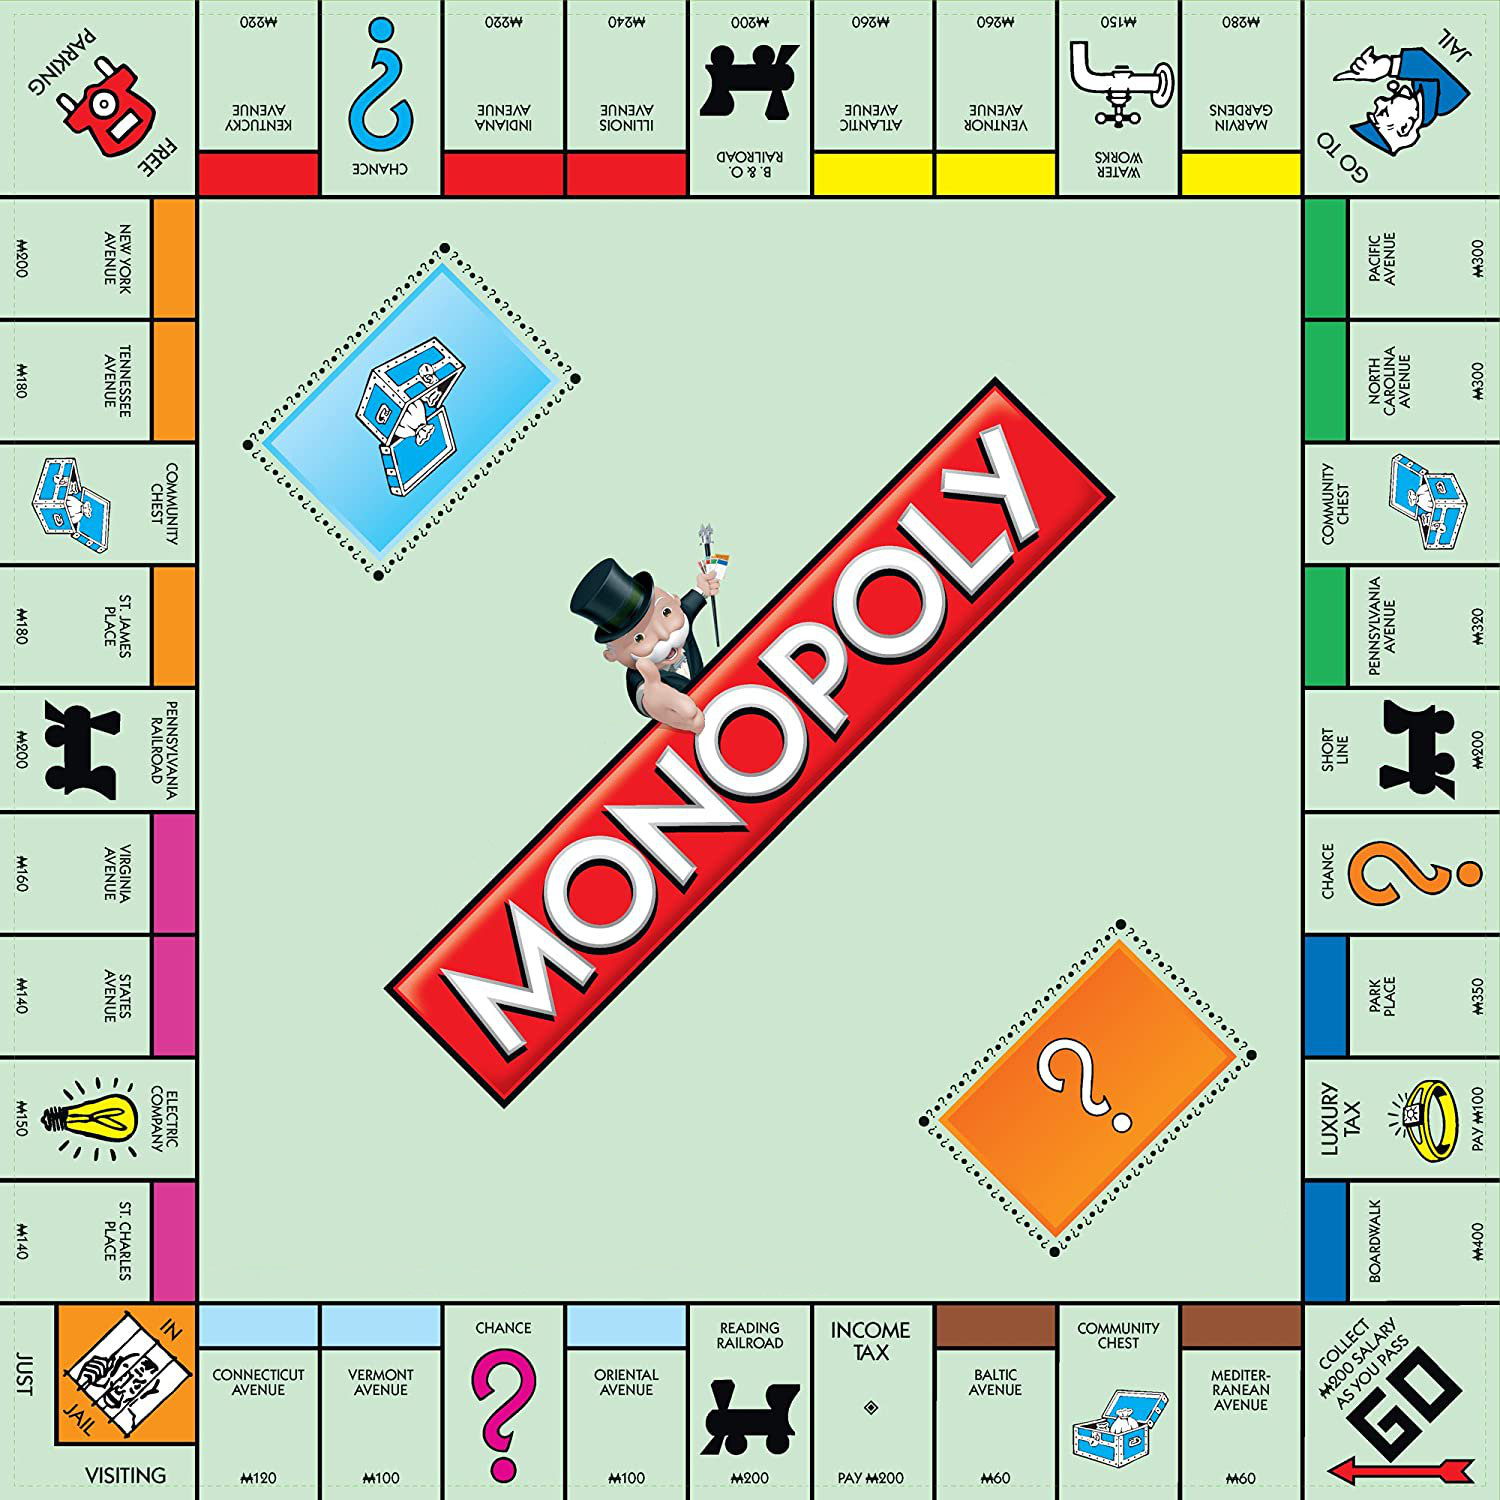 FREE
PARKING
KENTUCKY
AVENUE
₩220
CHANCE
INDIANA
AVENUE
₩220
ILLINOIS
AVENUE
₩240
B. & O.
RAILROAD
₩200
ATLANTIC
AVENUE
₩260
VENTNOR
AVENUE
₩260
WATER
WORKS
₩150
MARVIN
GARDENS
₩280
GO TO
JAIL
NEW YORK
AVENUE
₩200
TENNESSEE
AVENUE
₩180
COMMUNITY
CHEST
ST. JAMES
PLACE
₩180
PENNSYLVANIA
RAILROAD
₩200
VIRGINIA
AVENUE
₩160
STATES
AVENUE
₩140
ELECTRIC
COMPANY
₩150
ST. CHARLES
PLACE
₩140
MONOPOLY
PACIFIC
AVENUE
₩300
NORTH
CAROLINA
AVENUE
₩300
COMMUNITY
CHEST
PENNSYLVANIA
AVENUE
₩320
SHORT
LINE
₩200
CHANCE
PARK
PLACE
₩350
LUXURY
TAX
PAY ₩100
BOARDWALK
₩400
IN
JAIL
JUST
VISITING
CONNECTICUT
AVENUE
₩120
VERMONT
AVENUE
₩100
CHANCE
ORIENTAL
AVENUE
₩100
READING
RAILROAD
₩200
INCOME
TAX
PAY ₩200
BALTIC
AVENUE
₩60
COMMUNITY
CHEST
MEDITER-
RANEAN
AVENUE
₩60
COLLECT
₩200 SALARY
AS YOU PASS
GO